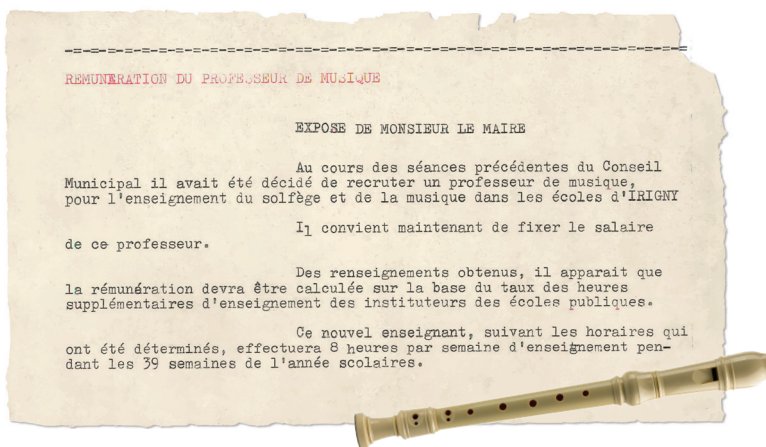 -=-=-=-=-=-=-=-=-=-=-=-=-=-=-=-=-=-=-=-=-=-=-=-=-=-=-=-=-=-=-=-=-=-=-=-=-=-=-=-=
REMUNERATION DU PROFESSEUR DE MUSIQUE
EXPOSE DE MONSIEUR LE MAIRE
Au cours des séances précédentes du Conseil
Municipal il avait été décidé de recruter un professeur de musique,
pour l'enseignement du solfège et de la musique dans les écoles d'IRIGNY
Il convient maintenant de fixer le salaire
de ce professeur.
Des renseignements obtenus, il apparait que
la rémunération devra être calculée sur la base du taux des heures
supplémentaires d'enseignement des instituteurs des écoles publiques.
Ce nouvel enseignant, suivant les horaires qui
ont été déterminés, effectuera 8 heures par semaine d'enseignement pen-
dant les 39 semaines de l'année scolaires.